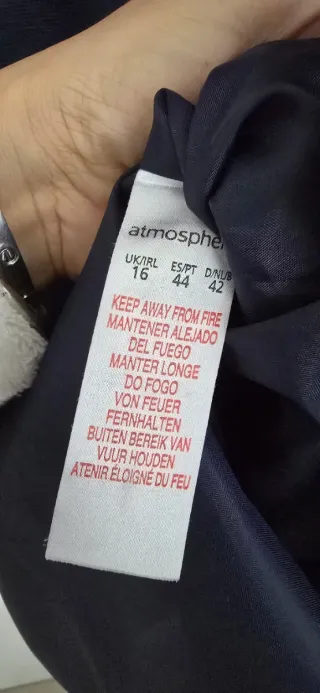 atmospher
UK/IRL ES/PT D/NL/B
16 44 42
KEEP AWAY FROM FIRE
MANTENER ALEJADO
DEL FUEGO
MANTER LONGE
DO FOGO
VON FEUER
FERNHALTEN
BUITEN BEREIK VAN
VUUR HOUDEN
ATENIR ÉLOIGNÉ DU FEU